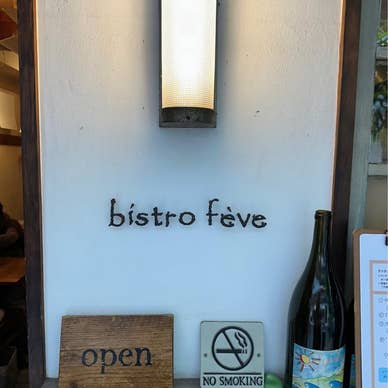 bistro fève
open
NO SMOKING